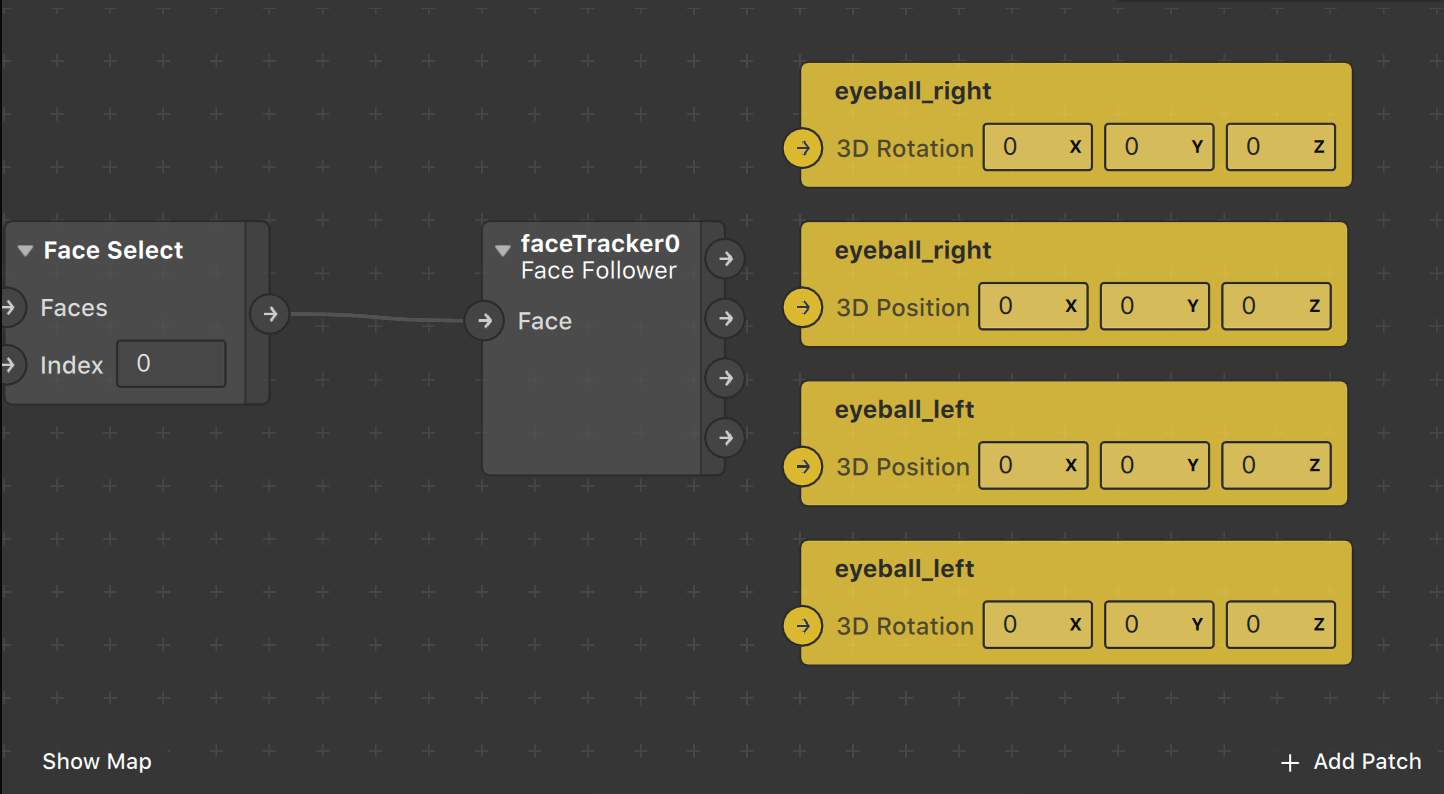 eyeball_right
3D Rotation 0 X 0 Y 0 Z
Face Select
Faces
Index 0
faceTracker0
Face Follower
Face
eyeball_right
3D Position 0 X 0 Y 0 Z
eyeball_left
3D Position 0 X 0 Y 0 Z
eyeball_left
3D Rotation 0 X 0 Y 0 Z
Show Map
+ Add Patch